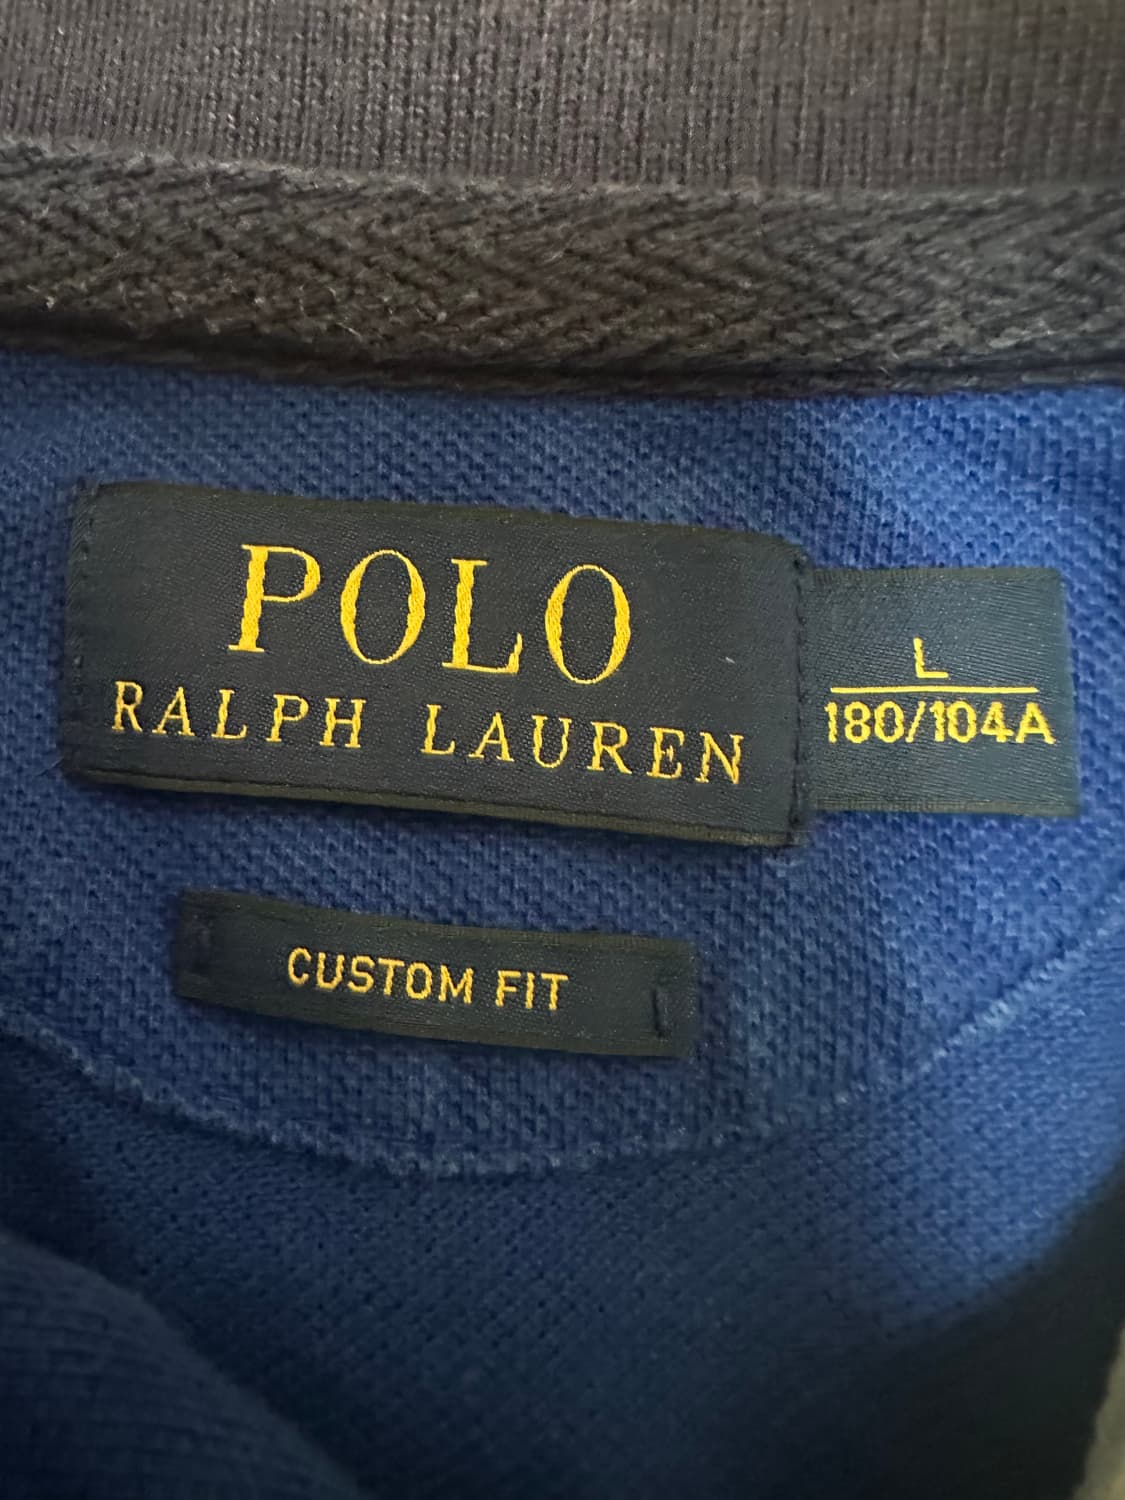 POLO
RALPH LAUREN
L
180/104A
CUSTOM FIT